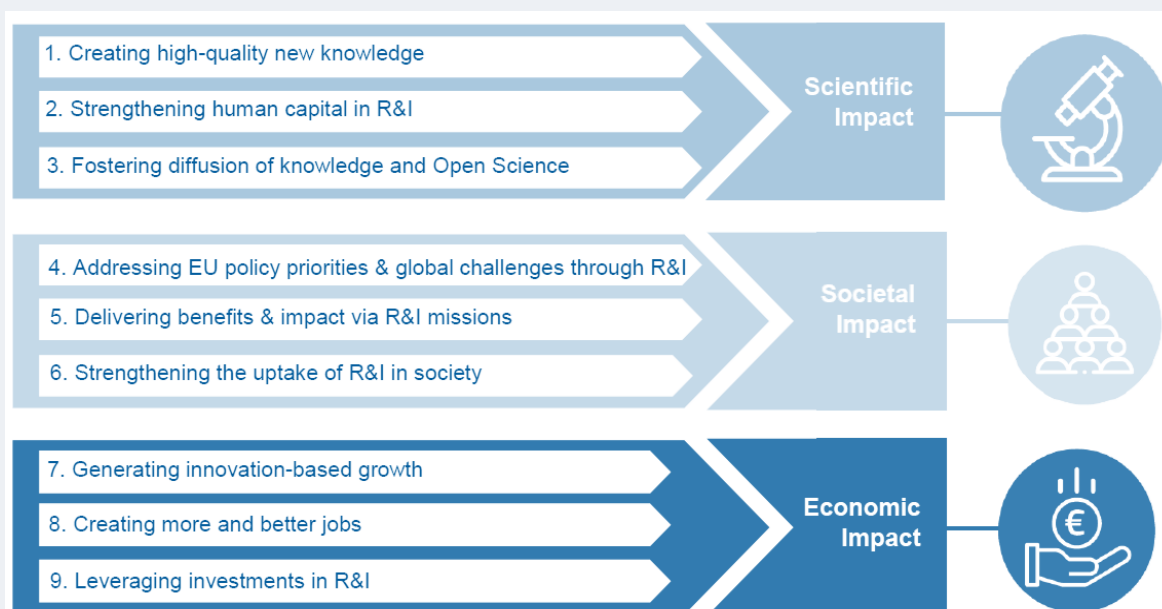 1. Creating high-quality new knowledge
2. Strengthening human capital in R&I
3. Fostering diffusion of knowledge and Open Science
Scientific
Impact
4. Addressing EU policy priorities & global challenges through R&I
5. Delivering benefits & impact via R&I missions
6. Strengthening the uptake of R&I in society
Societal
Impact
7. Generating innovation-based growth
8. Creating more and better jobs
9. Leveraging investments in R&I
Economic
Impact
€